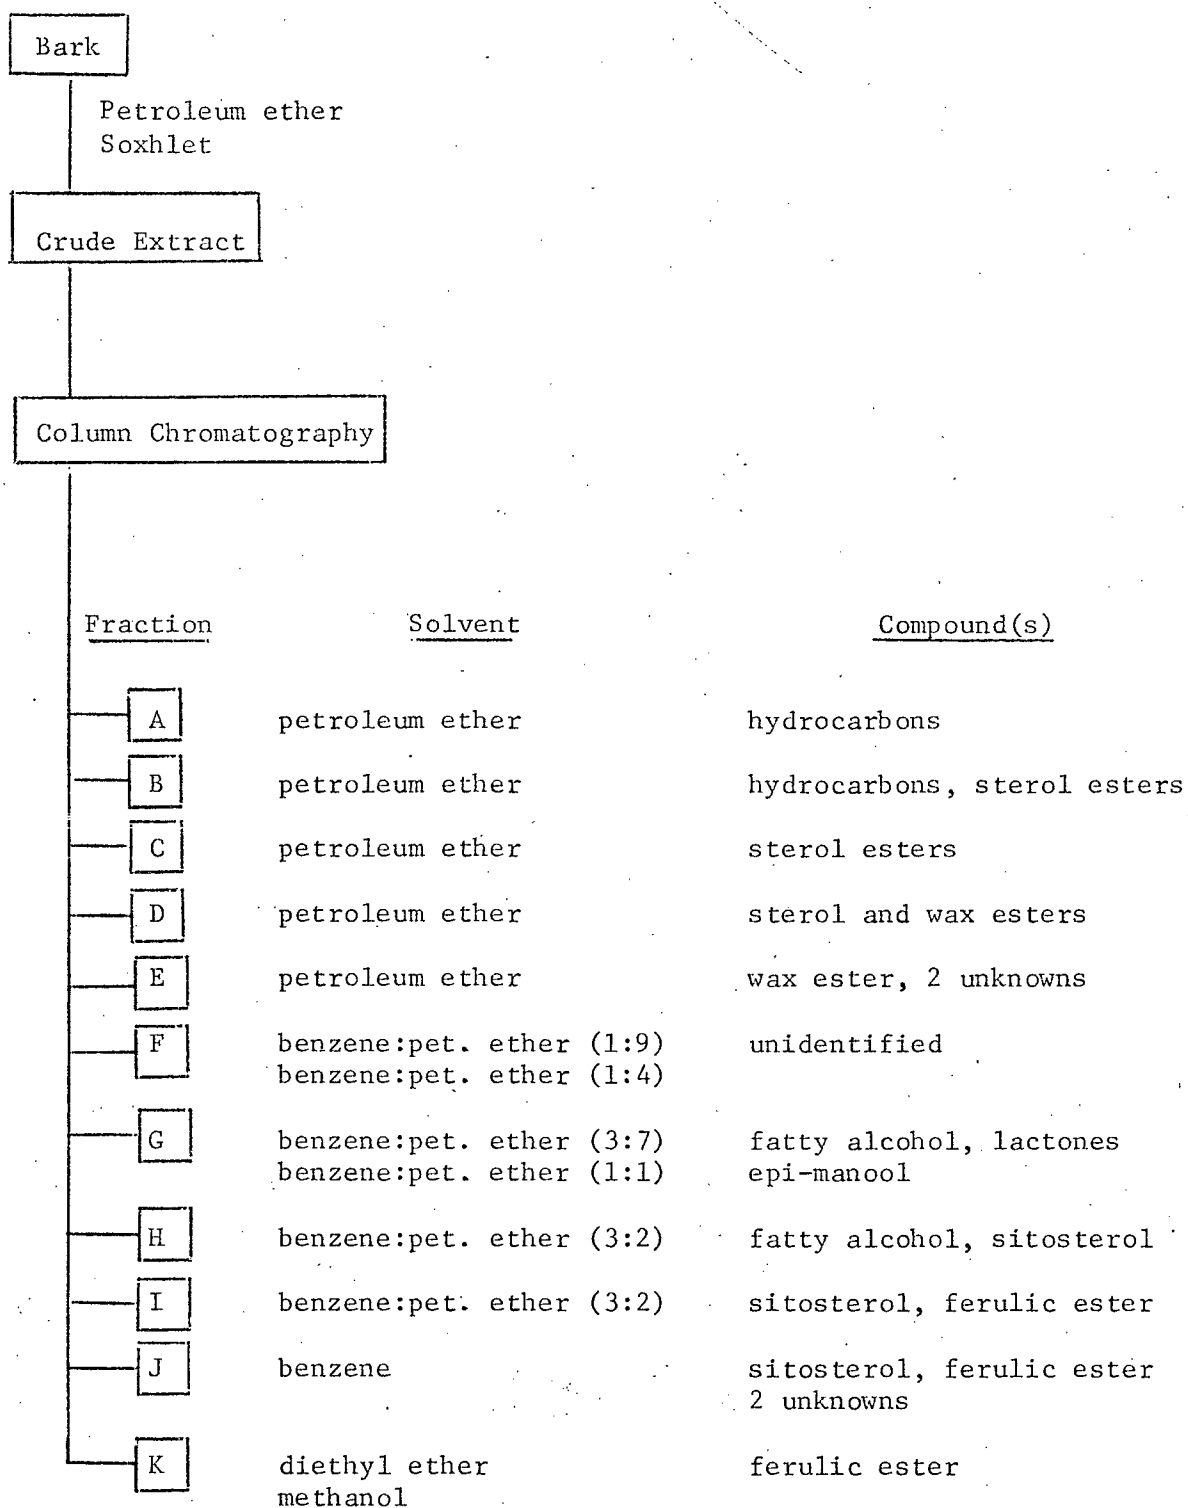 Bark
Petroleum ether
Soxhlet
Crude Extract
Column Chromatography
Fraction Solvent Compound(s)
A petroleum ether hydrocarbons
B petroleum ether hydrocarbons, sterol esters
C petroleum ether sterol esters
D petroleum ether sterol and wax esters
E petroleum ether wax ester, 2 unknowns
F benzene:pet. ether (1:9) unidentified
benzene:pet. ether (1:4)
G benzene:pet. ether (3:7) fatty alcohol, lactones
benzene:pet. ether (1:1) epi-manool
H benzene:pet. ether (3:2) fatty alcohol, sitosterol
I benzene:pet. ether (3:2) sitosterol, ferulic ester
J benzene sitosterol, ferulic ester
2 unknowns
K diethyl ether ferulic ester
methanol